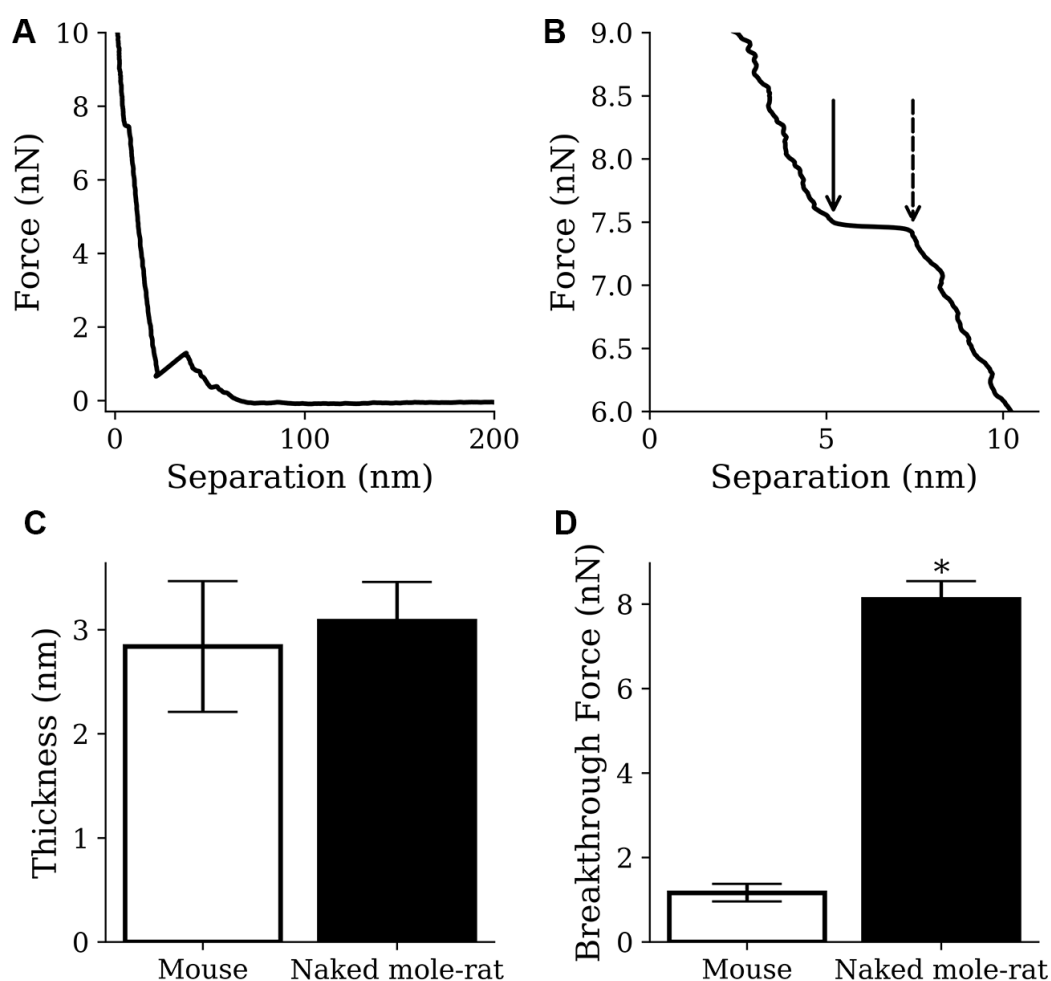 A
10
8
6
4
2
0
Force (nN)
0 100 200
Separation (nm)
B
9.0
8.5
8.0
7.5
7.0
6.5
6.0
Force (nN)
0 5 10
Separation (nm)
C
3
2
1
0
Thickness (nm)
Mouse Naked mole-rat
D
*
8
6
4
2
0
Breakthrough Force (nN)
Mouse Naked mole-rat